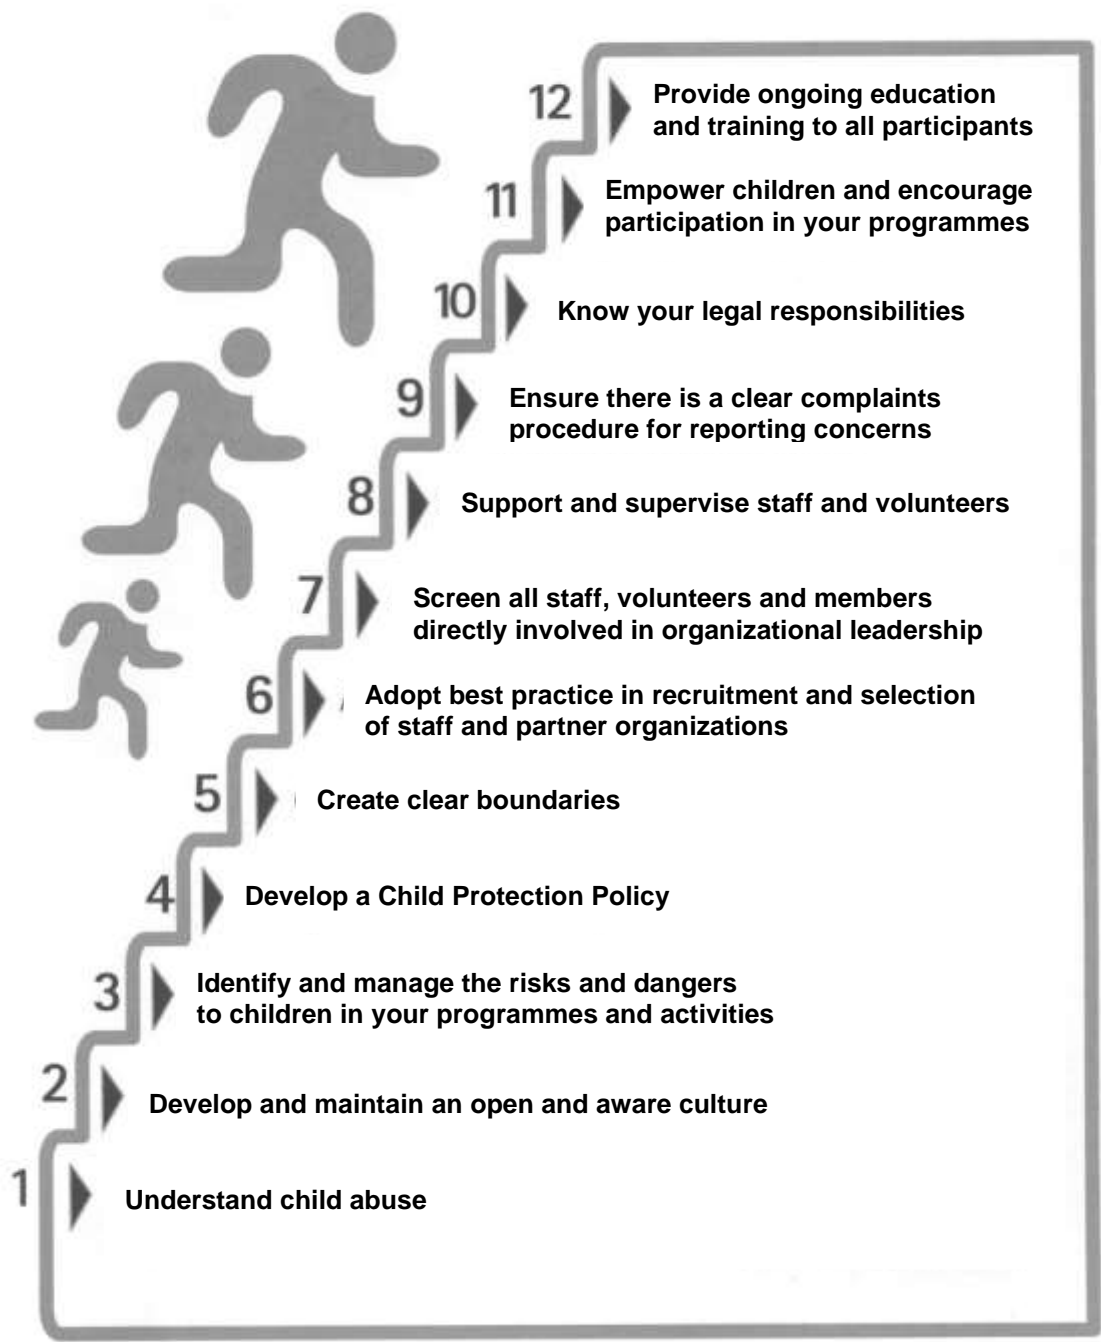 12
Provide ongoing education
and training to all participants
11
Empower children and encourage
participation in your programmes
10
Know your legal responsibilities
9
Ensure there is a clear complaints
procedure for reporting concerns
8
Support and supervise staff and volunteers
7
Screen all staff, volunteers and members
directly involved in organizational leadership
6
Adopt best practice in recruitment and selection
of staff and partner organizations
5
Create clear boundaries
4
Develop a Child Protection Policy
3
Identify and manage the risks and dangers
to children in your programmes and activities
2
Develop and maintain an open and aware culture
1
Understand child abuse